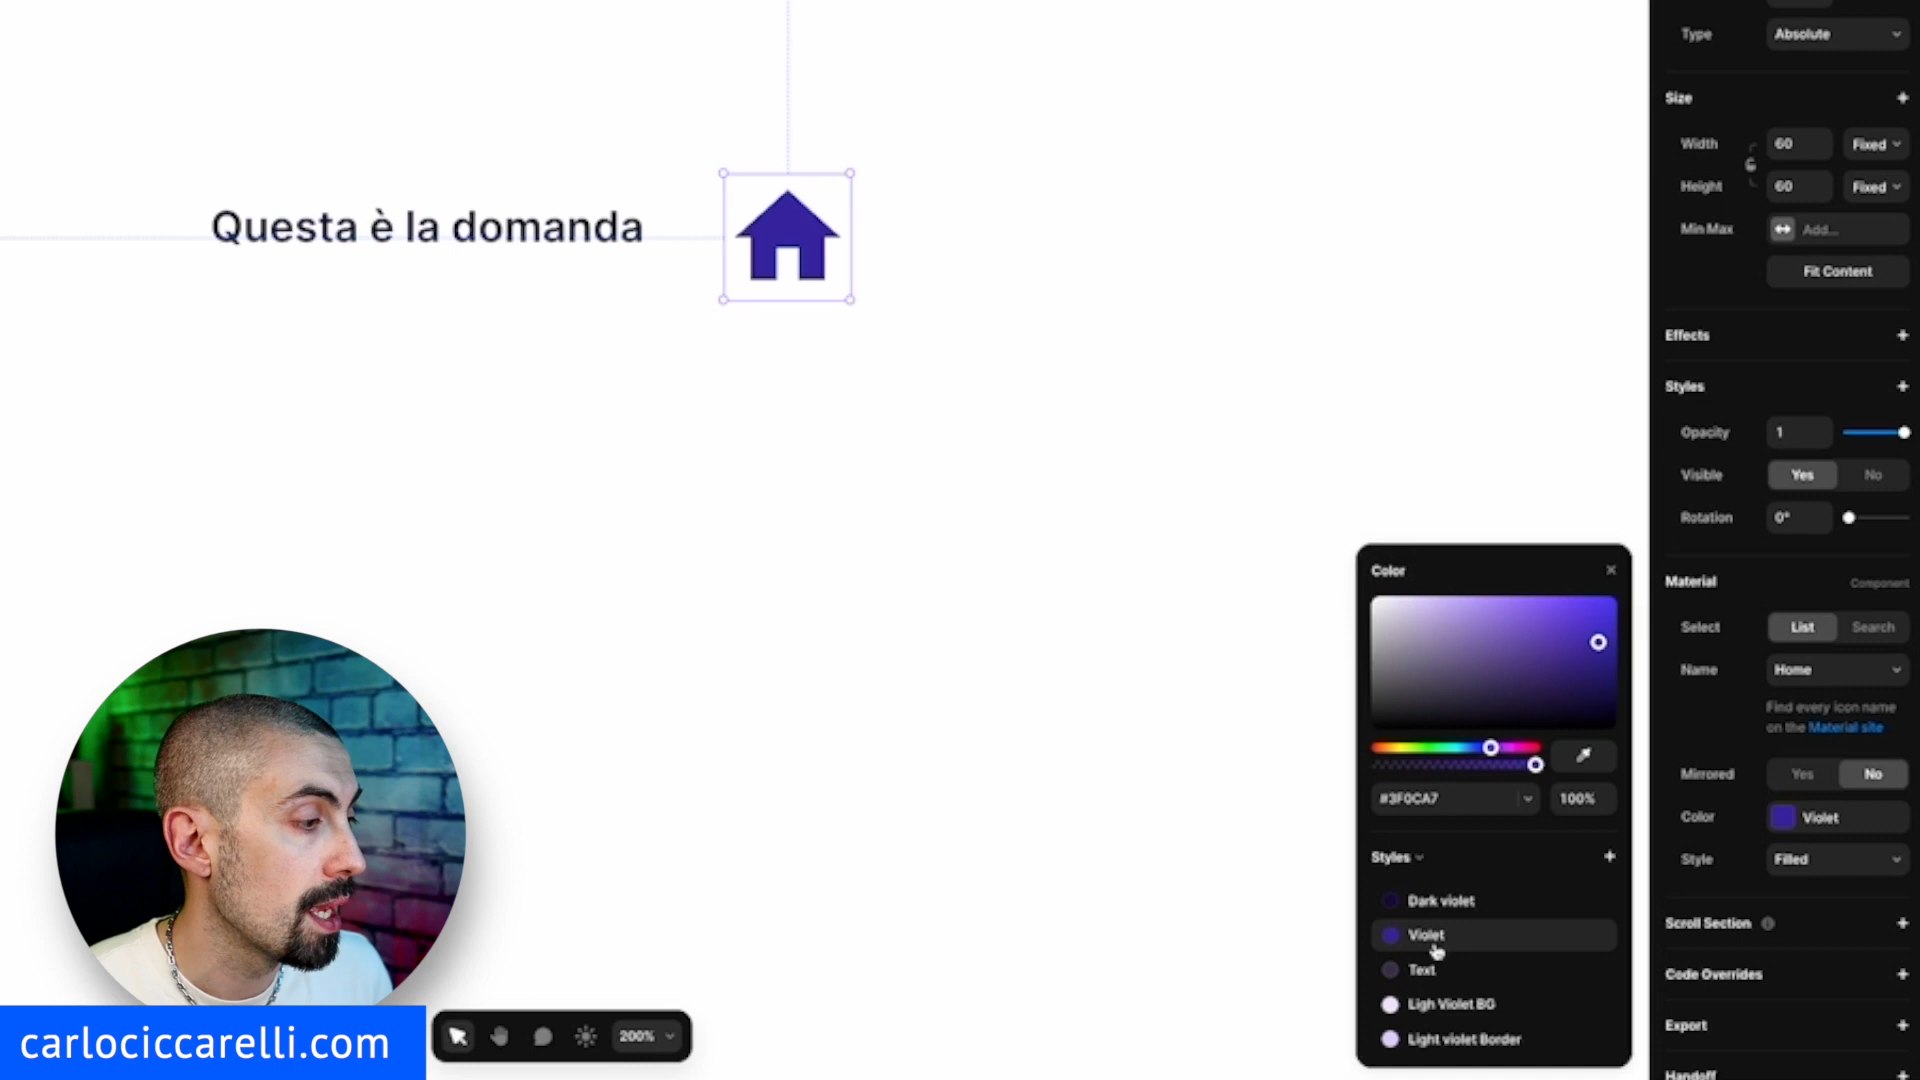 Type Absolute
Size
Width 60 Fixed
Height 60 Fixed
Min Max Add...
Fit Content
Questa è la domanda
Effects
Styles
Opacity 1
Visible Yes No
Rotation 0°
Color
Material Component
Select List Search
Name Home
Find every icon name
on the Material site
Mirrored Yes No
#3F0CA7 100%
Color Violet
Styles
Style Filled
Dark violet
Violet
Text
Ligh Violet BG
Light violet Border
Scroll Section
Code Overrides
Export
Handoff
carlociccarelli.com
200%